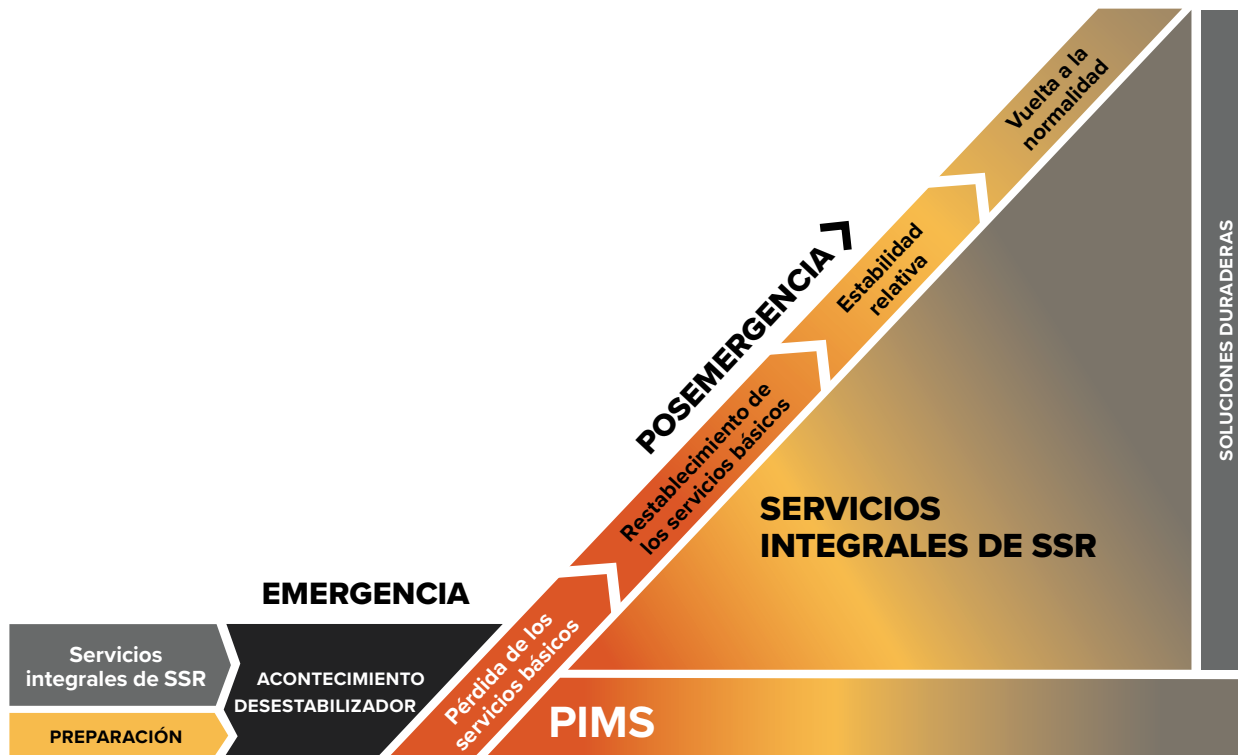 Servicios
integrales de SSR
PREPARACIÓN
EMERGENCIA
ACONTECIMIENTO
DESESTABILIZADOR
Pérdida de los
servicios básicos
POSEMERGENCIA
Restablecimiento de
los servicios básicos
Estabilidad
relativa
Vuelta a la
normalidad
SERVICIOS
INTEGRALES DE SSR
PIMS
SOLUCIONES DURADERAS